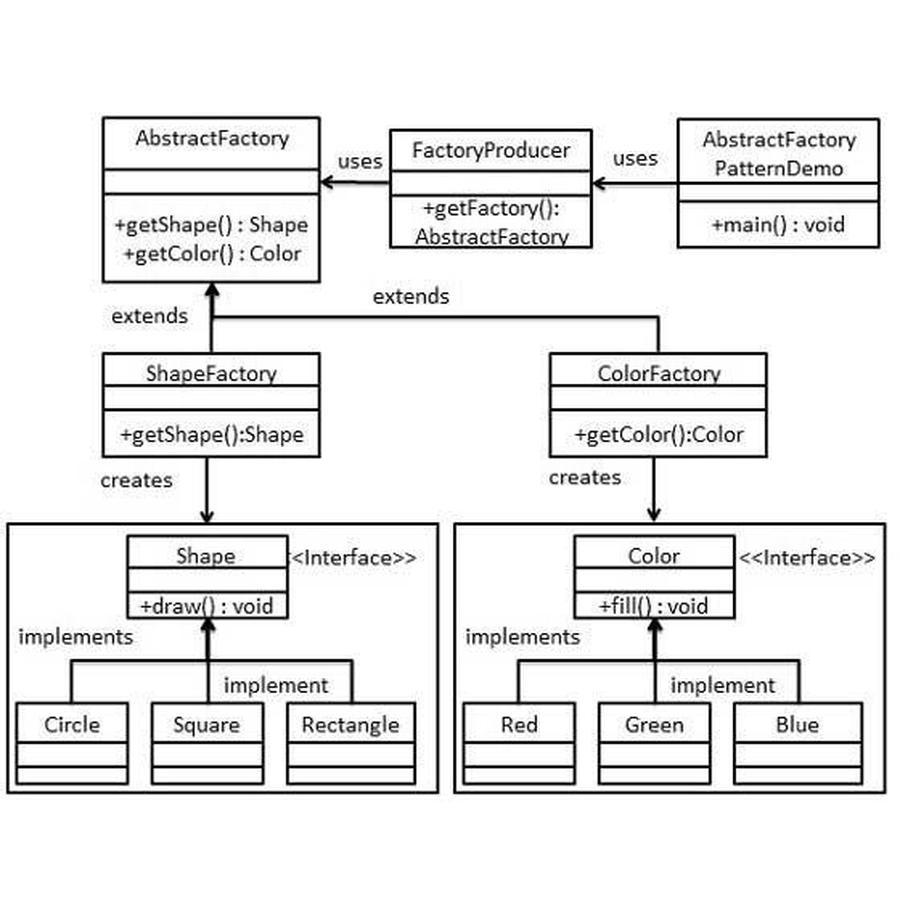 AbstractFactory
+getShape() : Shape
+getColor() : Color
uses
FactoryProducer
+getFactory():
AbstractFactory
uses
AbstractFactory
PatternDemo
+main() : void
extends
extends
ShapeFactory
+getShape():Shape
ColorFactory
+getColor():Color
creates
creates
Shape
<<Interface>>
+draw() : void
implements
implement
Circle
Square
Rectangle
Color
<<Interface>>
+fill() : void
implements
implement
Red
Green
Blue